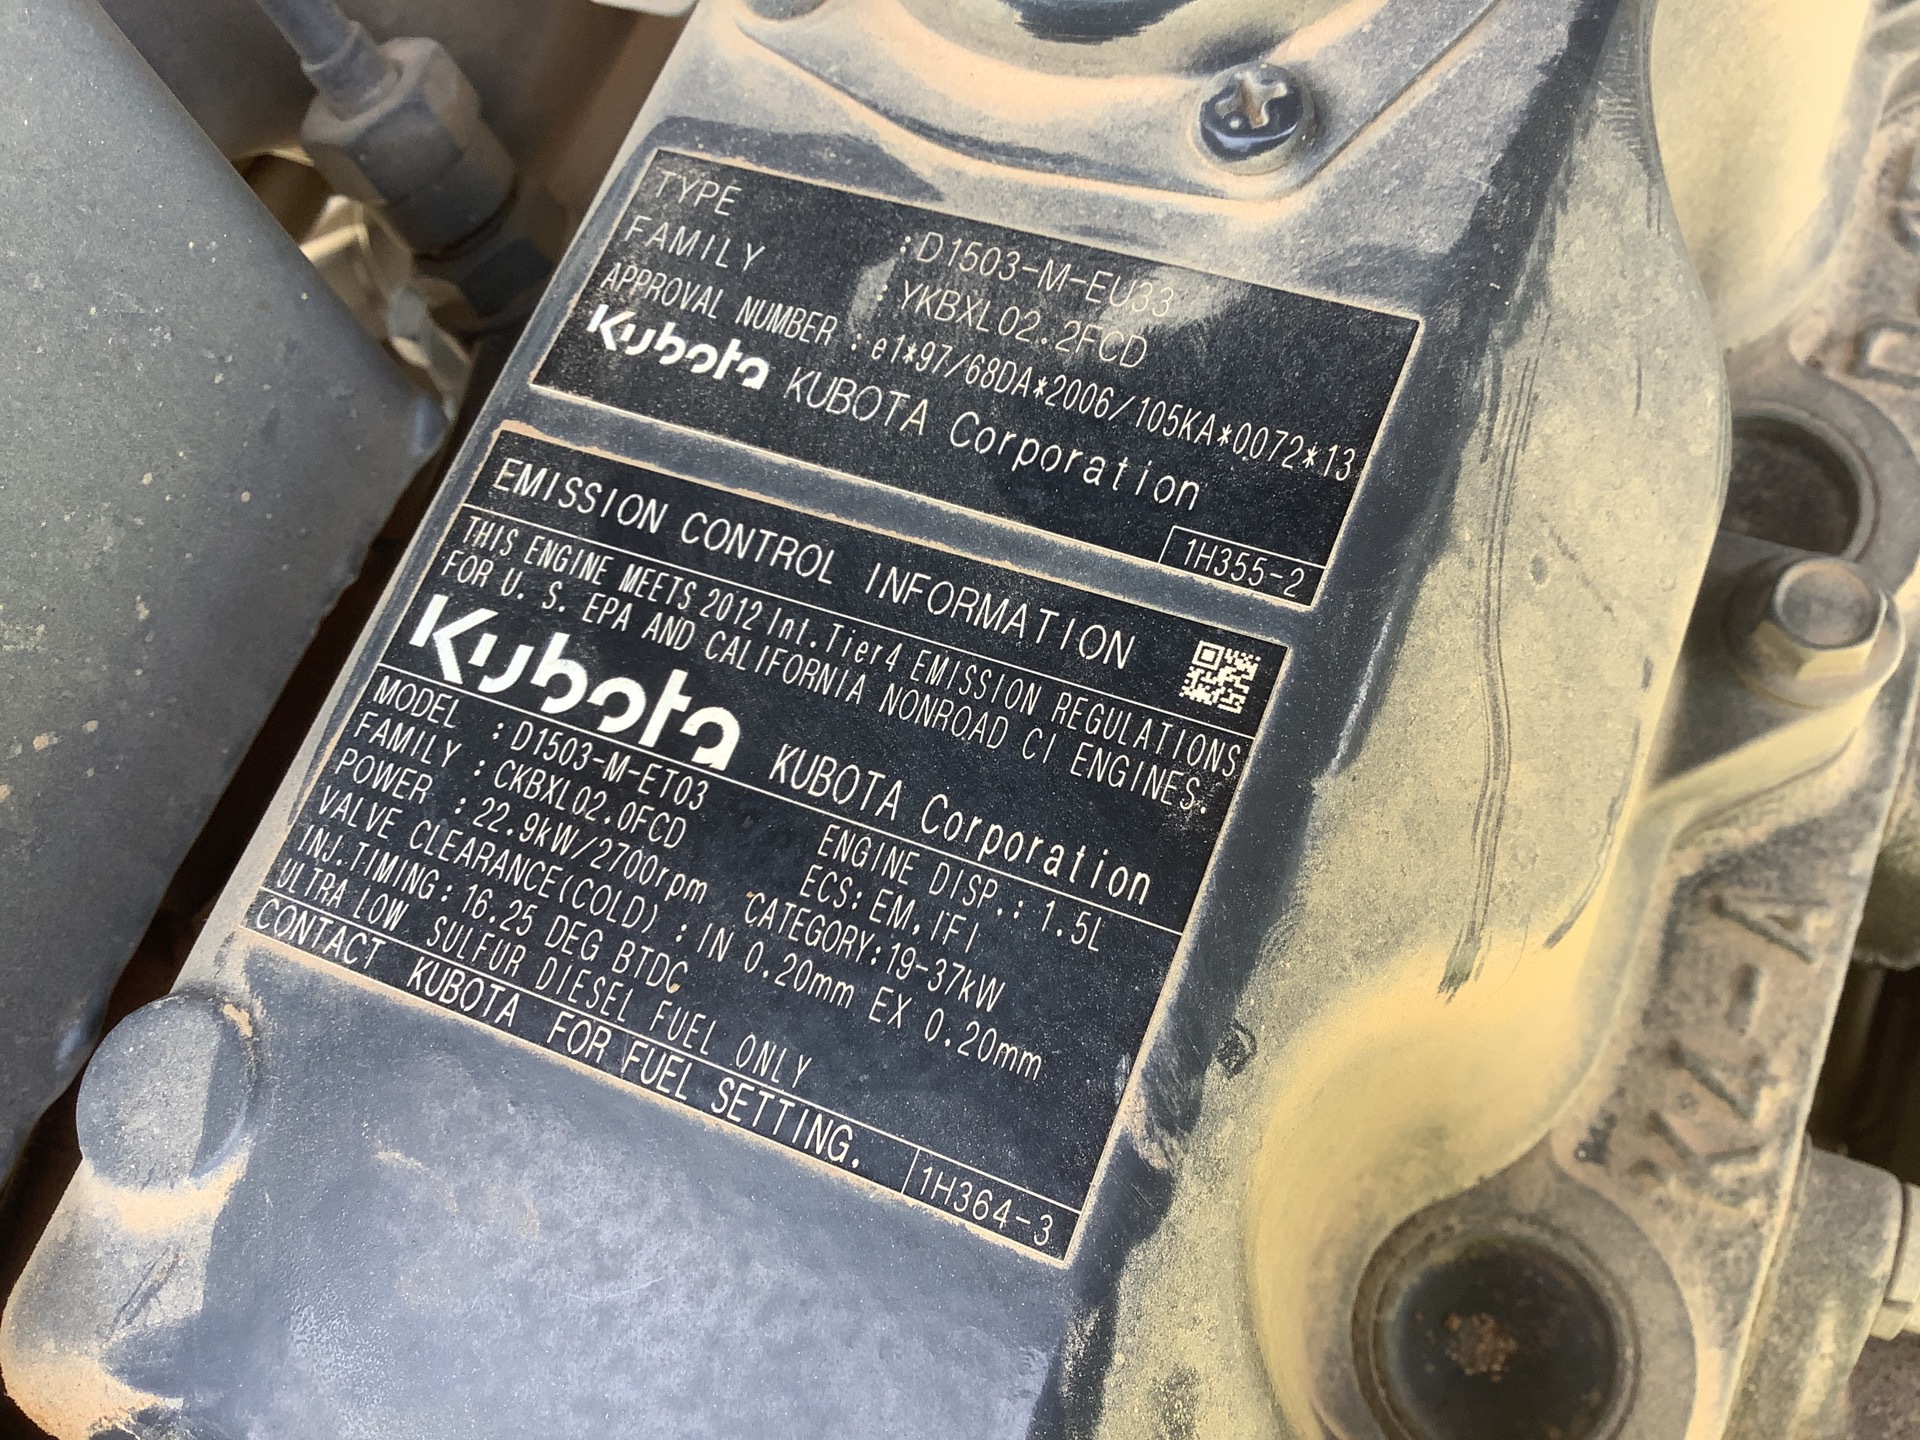 TYPE : D1503-M-EU33
FAMILY : YKBXL02.2FCD
APPROVAL NUMBER : e1*97/68DA*2006/105KA*0072*13
Kubota KUBOTA Corporation
1H355-2
EMISSION CONTROL INFORMATION
THIS ENGINE MEETS 2012 Int.Tier4 EMISSION REGULATIONS
FOR U. S. EPA AND CALIFORNIA NONROAD CI ENGINES.
Kubota KUBOTA Corporation
MODEL : D1503-M-ET03 ENGINE DISP.: 1.5L
FAMILY : CKBXL02.0FCD ECS: EM, IFI
POWER : 22.9kW/2700rpm CATEGORY: 19-37kW
VALVE CLEARANCE(COLD) : IN 0.20mm EX 0.20mm
INJ.TIMING: 16.25 DEG BTDC
ULTRA LOW SULFUR DIESEL FUEL ONLY
CONTACT KUBOTA FOR FUEL SETTING.
1H364-3
KL-A